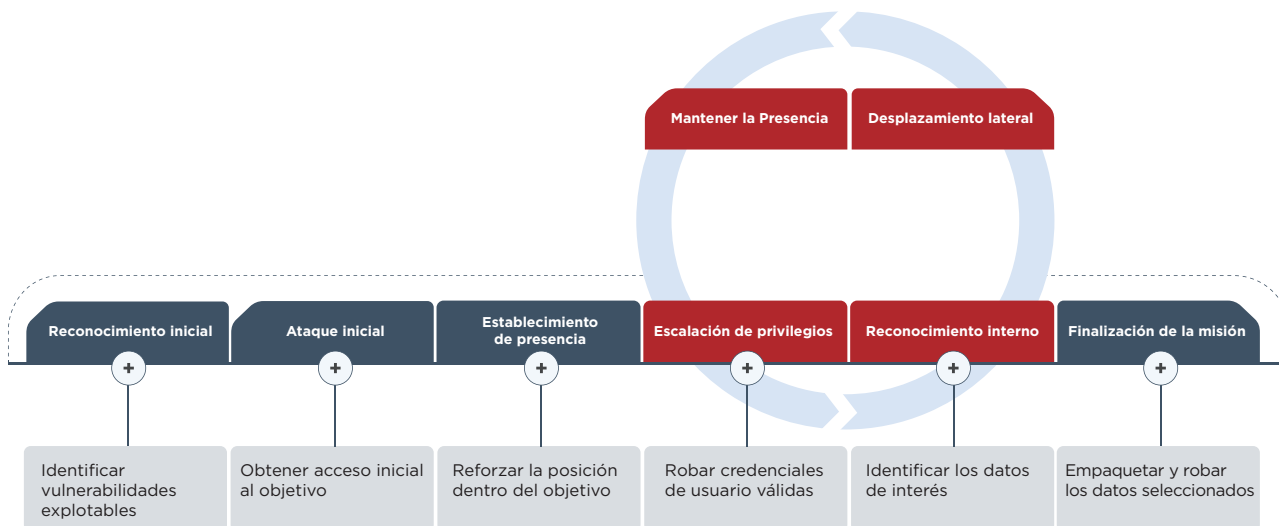 Mantener la Presencia
Desplazamiento lateral
Reconocimiento inicial
Ataque inicial
Establecimiento
de presencia
Escalación de privilegios
Reconocimiento interno
Finalización de la misión
+
+
+
+
+
+
Identificar
vulnerabilidades
explotables
Obtener acceso inicial
al objetivo
Reforzar la posición
dentro del objetivo
Robar credenciales
de usuario válidas
Identificar los datos
de interés
Empaquetar y robar
los datos seleccionados